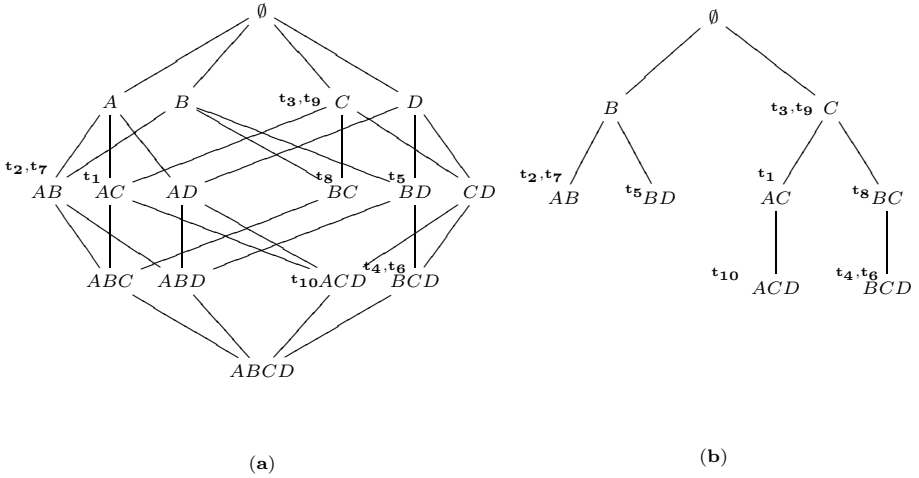 ∅
A B t3,t9 C D
t2,t7 AB t1 AC AD t8 BC t5 BD CD
ABC ABD t10 ACD t4,t6 BCD
ABCD
(a)
∅
B t3,t9 C
t2,t7 AB t5 BD t1 AC t8 BC
t10 ACD t4,t6 BCD
(b)